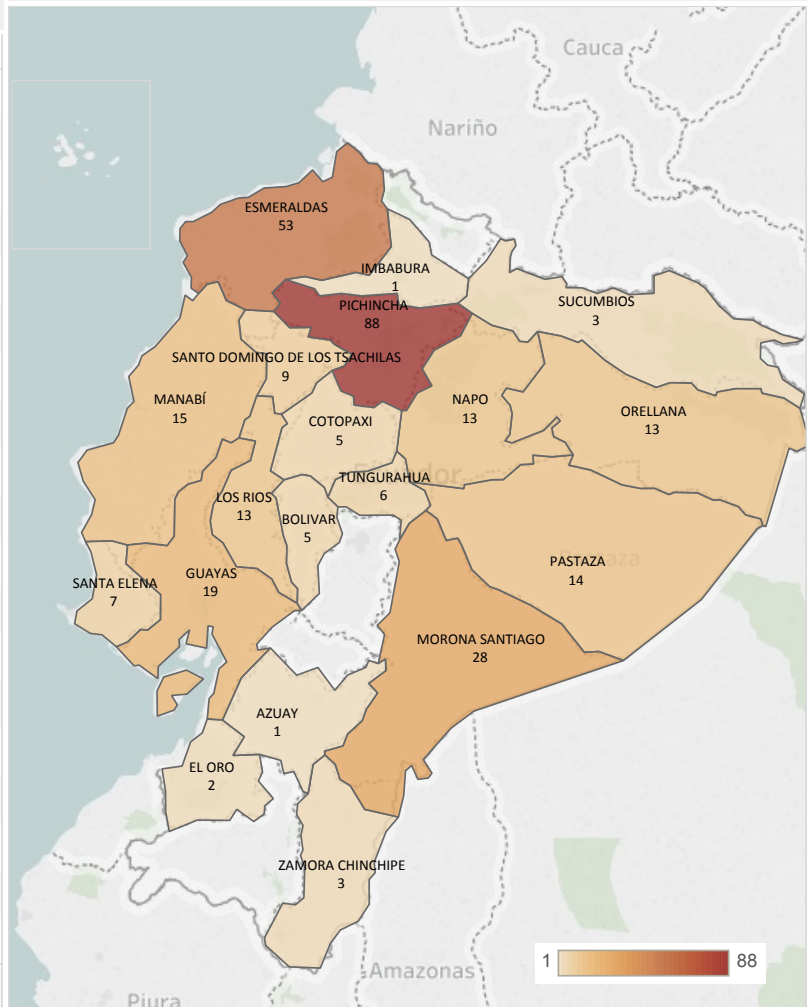 Cauca
Nariño
ESMERALDAS
53
IMBABURA
1
SUCUMBIOS
3
PICHINCHA
88
SANTO DOMINGO DE LOS TSACHILAS
9
MANABÍ
15
NAPO
13
ORELLANA
13
COTOPAXI
5
TUNGURAHUA
6
LOS RIOS
13
BOLIVAR
5
PASTAZA
14
SANTA ELENA
7
GUAYAS
19
MORONA SANTIAGO
28
AZUAY
1
EL ORO
2
ZAMORA CHINCHIPE
3
1 88
Amazonas
Piura